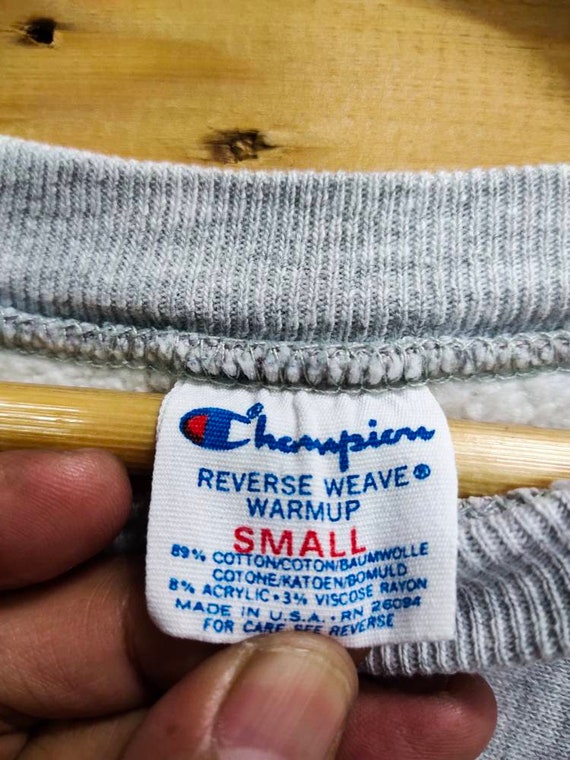 Champion®
REVERSE WEAVE®
WARMUP
SMALL
89% COTTON/COTON/BAUMWOLLE
COTONE/KATOEN/BOMULD
8% ACRYLIC • 3% VISCOSE RAYON
MADE IN U.S.A. • RN 26094
FOR CARE SEE REVERSE